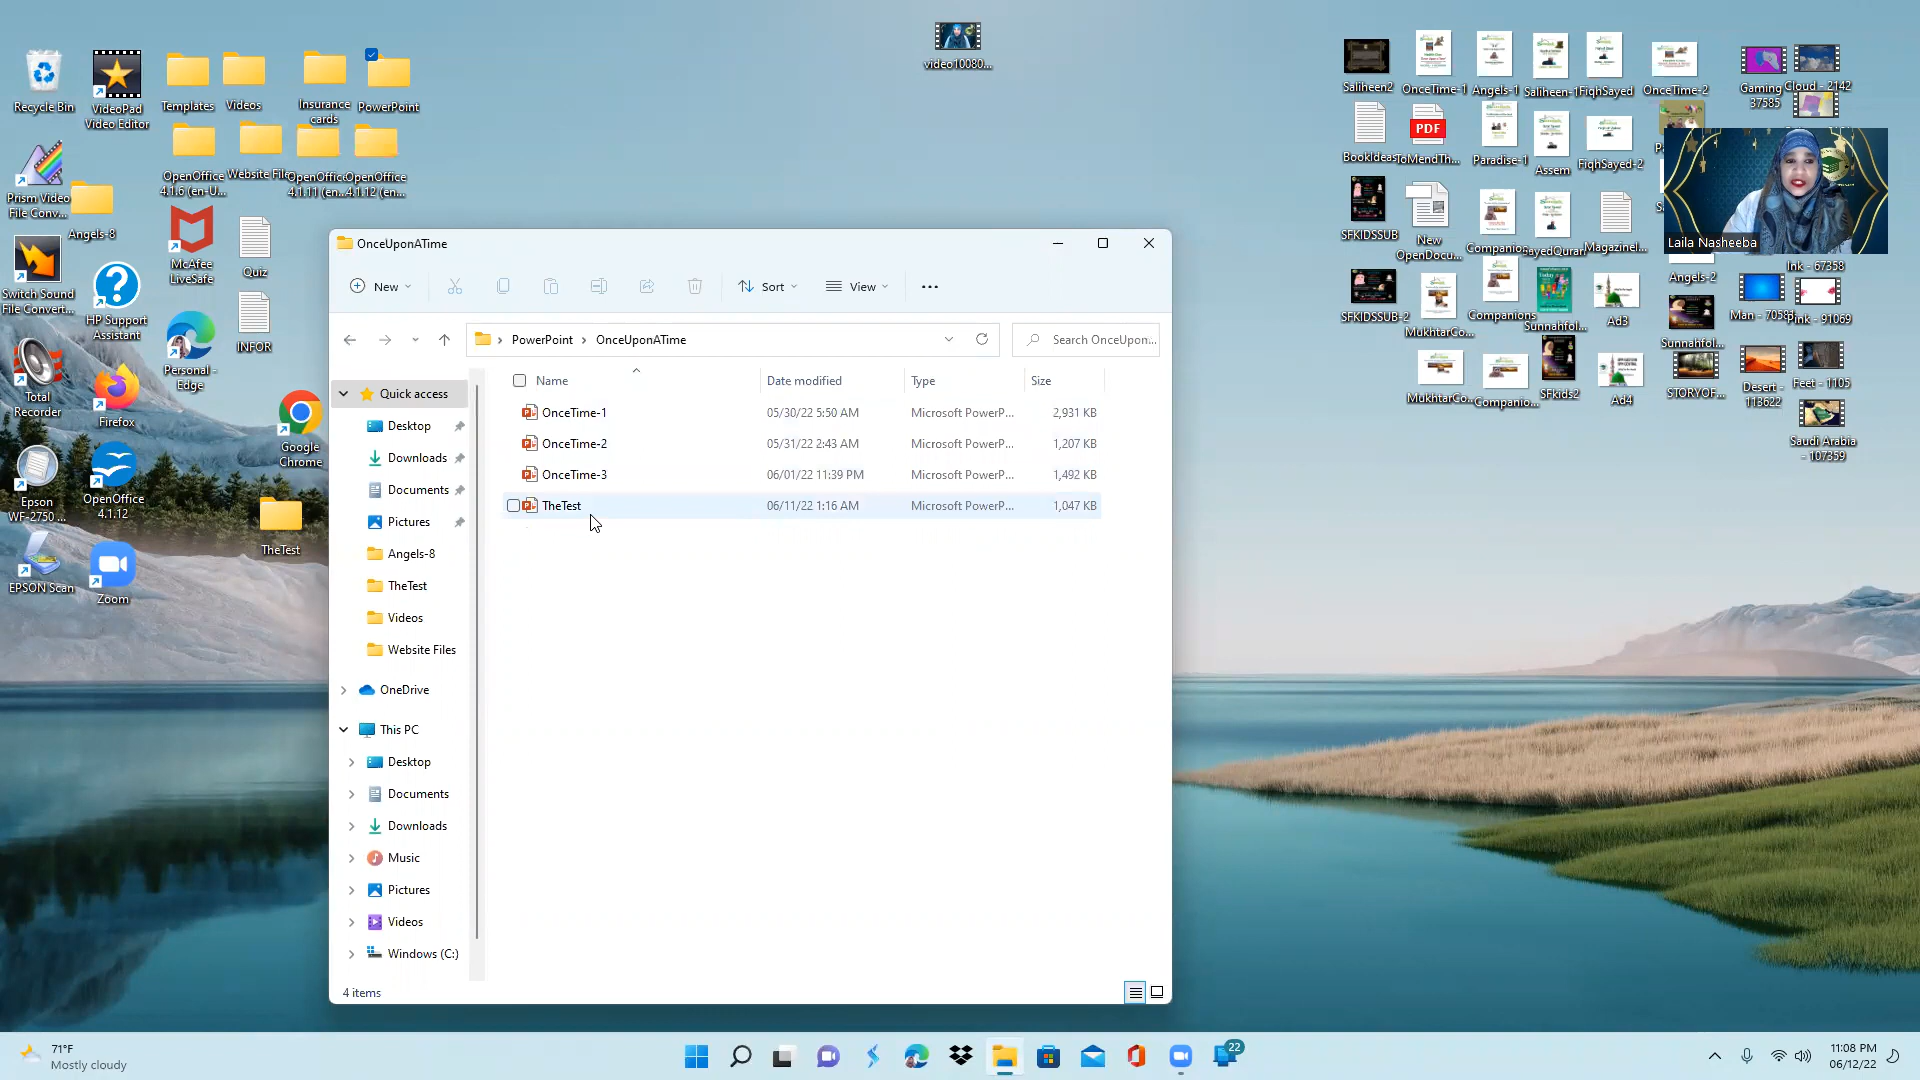 Recycle Bin
VideoPad
Video Editor
Templates
Videos
Insurance
cards
PowerPoint
Prism Video
File Conv...
Angels-8
OpenOffice
4.1.6 (en-U...
Website File
OpenOffice
4.1.11 (en...
OpenOffice
4.1.12 (en...
Switch Sound
File Convert...
HP Support
Assistant
McAfee
LiveSafe
Quiz
INFOR
Personal -
Edge
Total
Recorder
Firefox
Google
Chrome
Epson
WF-2750 ...
OpenOffice
4.1.12
TheTest
EPSON Scan
Zoom
video10080...
OnceUponATime
New
Sort
View
PowerPoint
OnceUponATime
Search OnceUpon...
Name
Date modified
Type
Size
OnceTime-1
05/30/22 5:50 AM
Microsoft PowerP...
2,931 KB
OnceTime-2
05/31/22 2:43 AM
Microsoft PowerP...
1,207 KB
OnceTime-3
06/01/22 11:39 PM
Microsoft PowerP...
1,492 KB
TheTest
06/11/22 1:16 AM
Microsoft PowerP...
1,047 KB
Quick access
Desktop
Downloads
Documents
Pictures
Angels-8
TheTest
Videos
Website Files
OneDrive
This PC
Desktop
Documents
Downloads
Music
Pictures
Videos
Windows (C:)
4 items
Saliheen2
OnceTime-1
Angels-1
Saliheen-1
FiqhSayed
OnceTime-2
Gaming
37585
Cloud - 2142
BookIdeas
PDF
ToMendTh...
Paradise-1
Assem
FiqhSayed-2
SFKIDSSUB
New
OpenDocu...
Companio...
SayedQuran
Magazinel...
Laila Nasheeba
Angels-2
Ink - 67358
SFKIDSSUB-2
MukhtarCo...
Companions
Sunnahfol...
Ad3
Sunnahfol...
Man - 7058
Pink - 91069
MukhtarCo...
Companio...
SFkids2
Ad4
STORYOF...
Desert -
113622
Feet - 1105
Saudi Arabia
- 107359
71°F
Mostly cloudy
22
11:08 PM
06/12/22